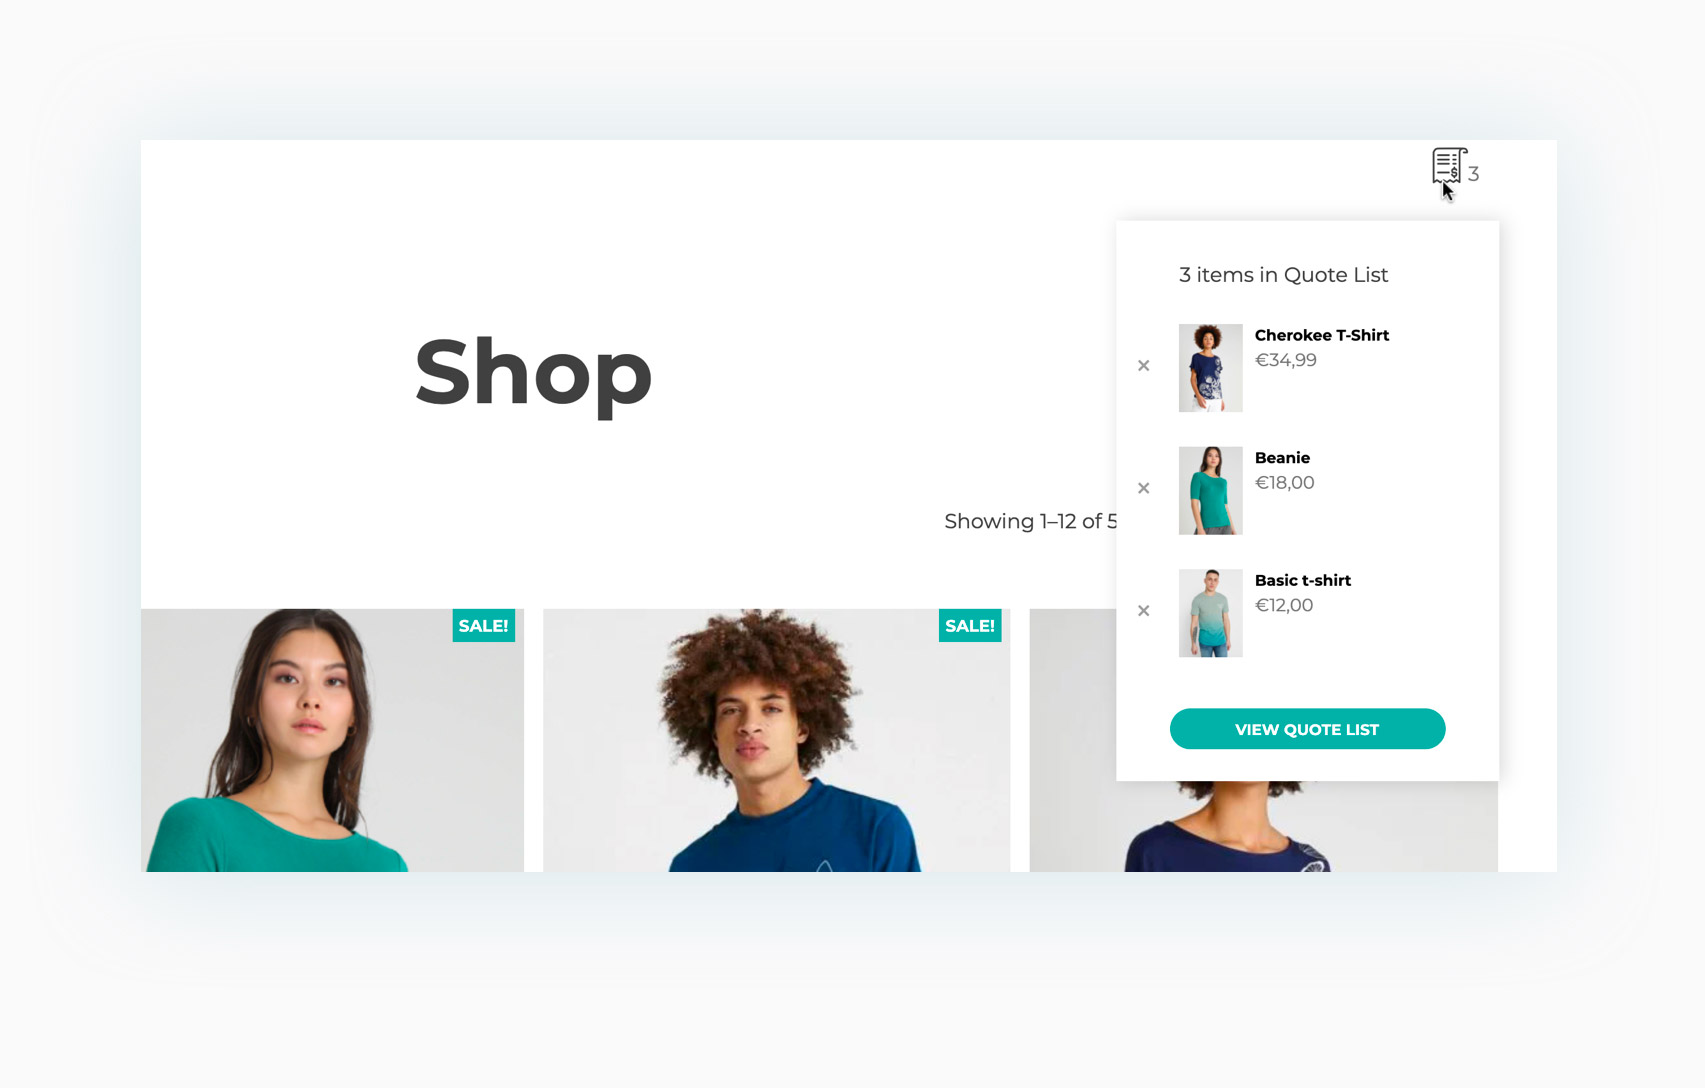 3
3 items in Quote List
Cherokee T-Shirt
€34,99
Shop
Beanie
€18,00
Showing 1–12 of 5
Basic t-shirt
€12,00
SALE!
SALE!
VIEW QUOTE LIST